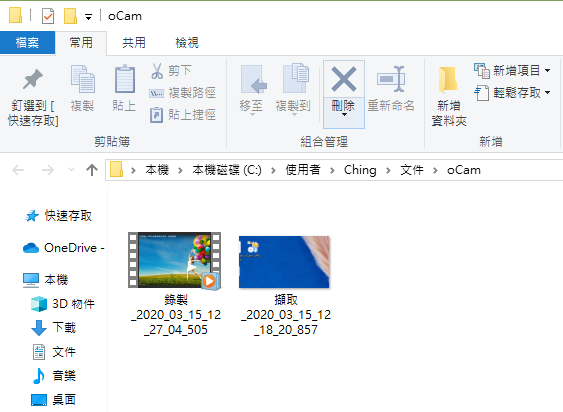 oCam
檔案 常用 共用 檢視
釘選到 [快速存取]
複製
貼上
剪下
複製路徑
貼上捷徑
剪貼簿
移至
複製到
刪除
重新命名
組合管理
新增
資料夾
新增項目
輕鬆存取
新增
本機 › 本機磁碟 (C:) › 使用者 › Ching › 文件 › oCam
快速存取
OneDrive -
本機
3D 物件
下載
文件
音樂
桌面
錄製
_2020_03_15_12
_27_04_505
擷取
_2020_03_15_12
_18_20_857